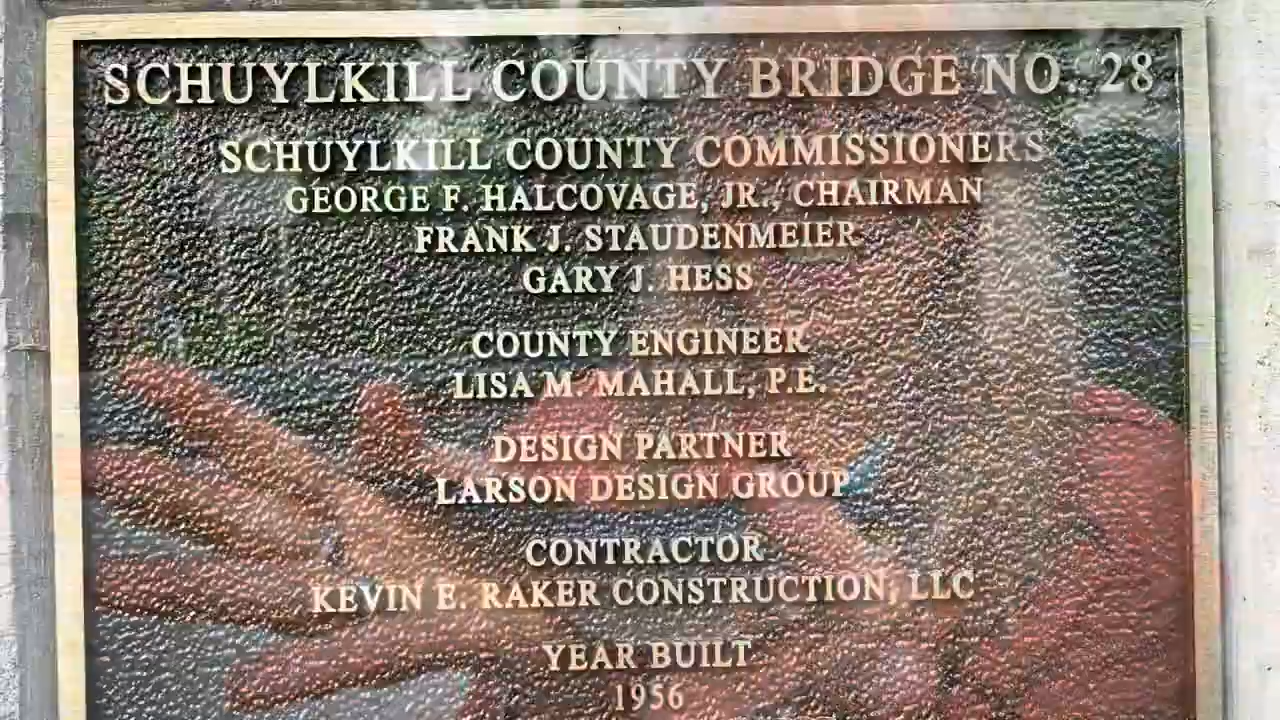 SCHUYLKILL COUNTY BRIDGE NO. 28
SCHUYLKILL COUNTY COMMISSIONERS
GEORGE F. HALCOVAGE, JR., CHAIRMAN
FRANK J. STAUDENMEIER
GARY J. HESS
COUNTY ENGINEER
LISA M. MAHALL, P.E.
DESIGN PARTNER
LARSON DESIGN GROUP
CONTRACTOR
KEVIN E. RAKER CONSTRUCTION, LLC
YEAR BUILT
1956